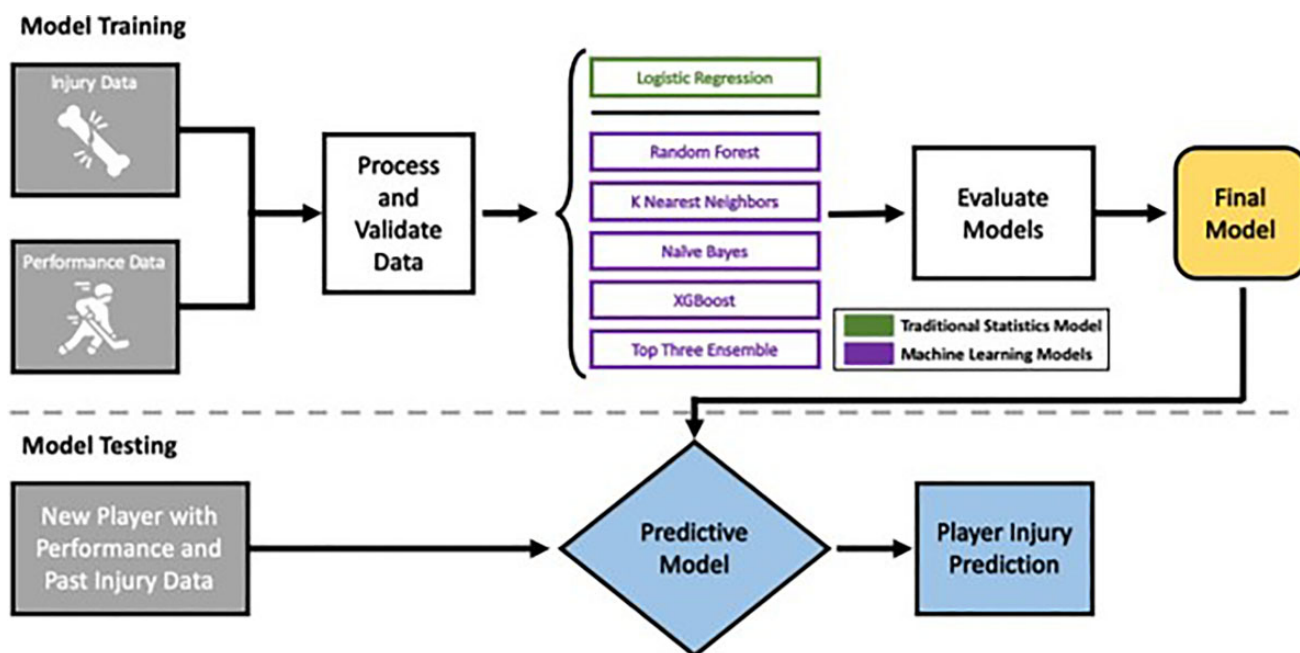 Model Training
Injury Data
Performance Data
Process
and
Validate
Data
Logistic Regression
Random Forest
K Nearest Neighbors
Naïve Bayes
XGBoost
Top Three Ensemble
Evaluate
Models
Final
Model
Traditional Statistics Model
Machine Learning Models
Model Testing
New Player with
Performance and
Past Injury Data
Predictive
Model
Player Injury
Prediction